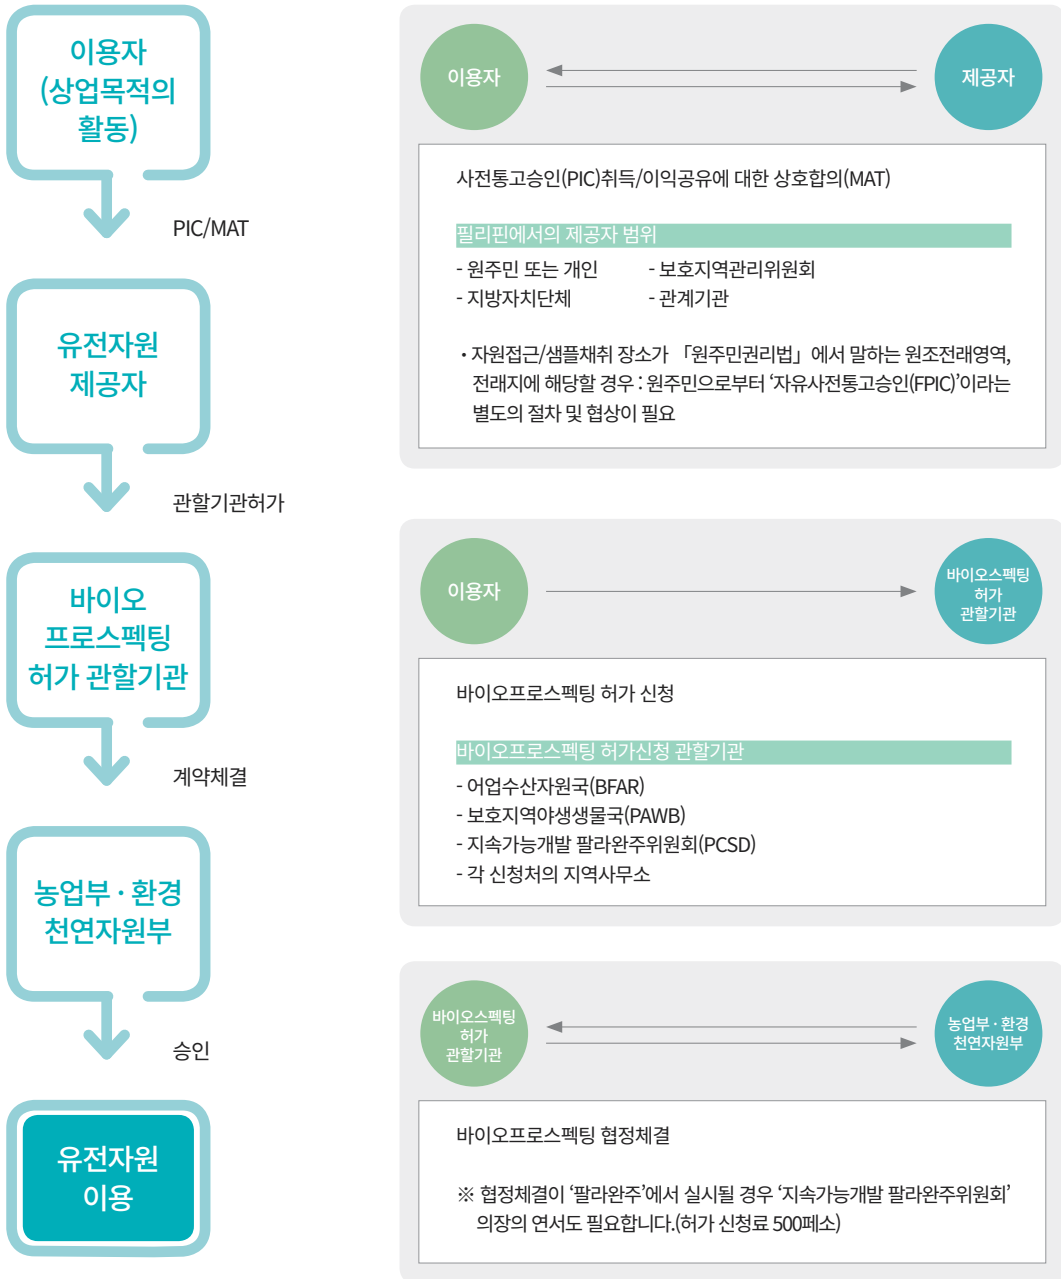 이용자
(상업목적의
활동)
PIC/MAT
유전자원
제공자
관할기관허가
바이오
프로스펙팅
허가 관할기관
계약체결
농업부 · 환경
천연자원부
승인
유전자원
이용
이용자
제공자
사전통고승인(PIC)취득/이익공유에 대한 상호합의(MAT)
필리핀에서의 제공자 범위
- 원주민 또는 개인 - 보호지역관리위원회
- 지방자치단체 - 관계기관
· 자원접근/샘플채취 장소가 「원주민권리법」에서 말하는 원조전래영역,
전래지에 해당할 경우 : 원주민으로부터 ‘자유사전통고승인(FPIC)’이라는
별도의 절차 및 협상이 필요
이용자
바이오스펙팅
허가
관할기관
바이오프로스펙팅 허가 신청
바이오프로스펙팅 허가신청 관할기관
- 어업수산자원국(BFAR)
- 보호지역야생생물국(PAWB)
- 지속가능개발 팔라완주위원회(PCSD)
- 각 신청처의 지역사무소
바이오스펙팅
허가
관할기관
농업부 · 환경
천연자원부
바이오프로스펙팅 협정체결
※ 협정체결이 ‘팔라완주’에서 실시될 경우 ‘지속가능개발 팔라완주위원회’
의장의 연서도 필요합니다.(허가 신청료 500페소)